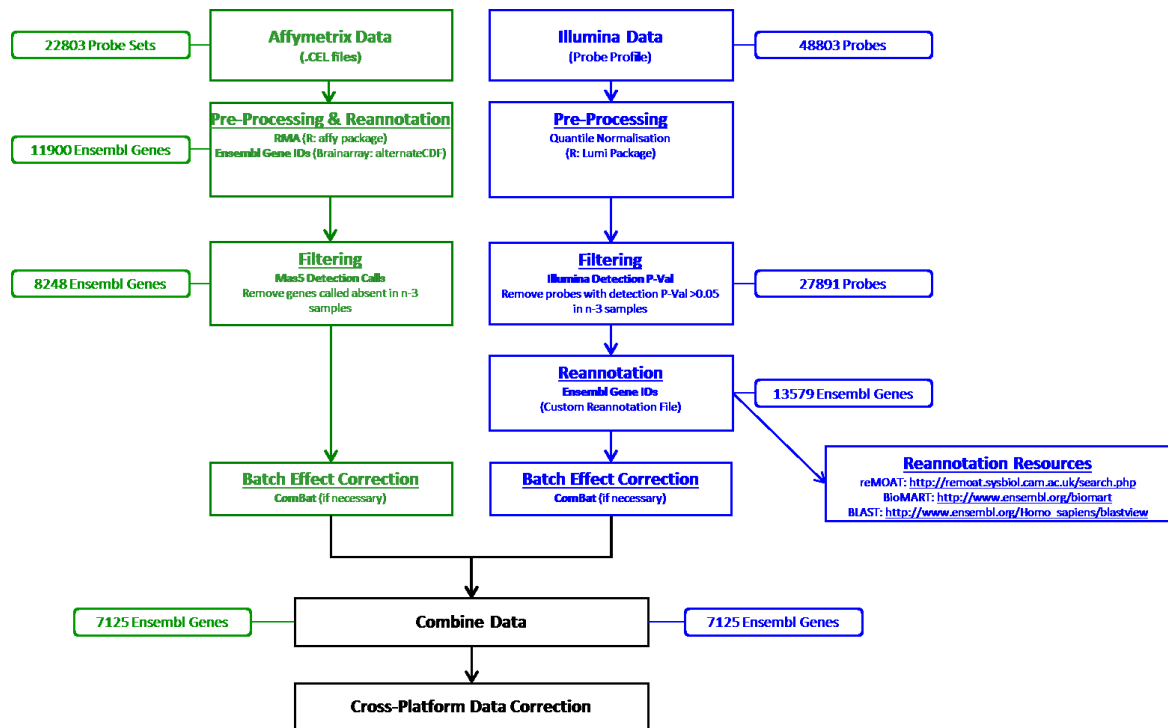 22803 Probe Sets
Affymetrix Data
(.CEL files)
Illumina Data
(Probe Profile)
48803 Probes
Pre-Processing & Reannotation
RMA (R: affy package)
Ensembl Gene IDs (Brainarray: alternateCDF)
11900 Ensembl Genes
Pre-Processing
Quantile Normalisation
(R: Lumi Package)
Filtering
Mas5 Detection Calls
Remove genes called absent in n-3
samples
8248 Ensembl Genes
Filtering
Illumina Detection P-Val
Remove probes with detection P-Val >0.05
in n-3 samples
27891 Probes
Reannotation
Ensembl Gene IDs
(Custom Reannotation File)
13579 Ensembl Genes
Reannotation Resources
reMOAT: http://remoat.sysbiol.cam.ac.uk/search.php
BioMART: http://www.ensembl.org/biomart
BLAST: http://www.ensembl.org/Homo_sapiens/blastview
Batch Effect Correction
ComBat (if necessary)
Batch Effect Correction
ComBat (if necessary)
7125 Ensembl Genes
Combine Data
7125 Ensembl Genes
Cross-Platform Data Correction